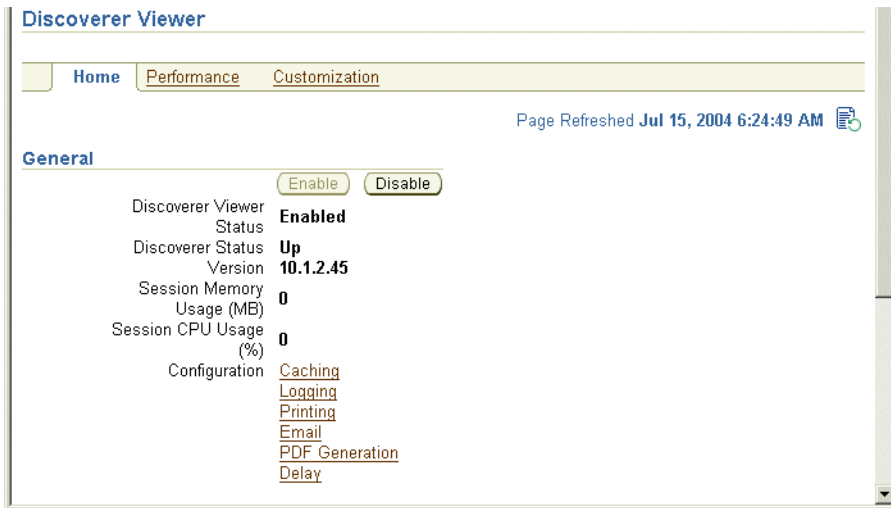 Discoverer Viewer
Home Performance Customization
Page Refreshed Jul 15, 2004 6:24:49 AM
General
Enable Disable
Discoverer Viewer
Status Enabled
Discoverer Status Up
Version 10.1.2.45
Session Memory
Usage (MB) 0
Session CPU Usage
(%) 0
Configuration Caching
Logging
Printing
Email
PDF Generation
Delay